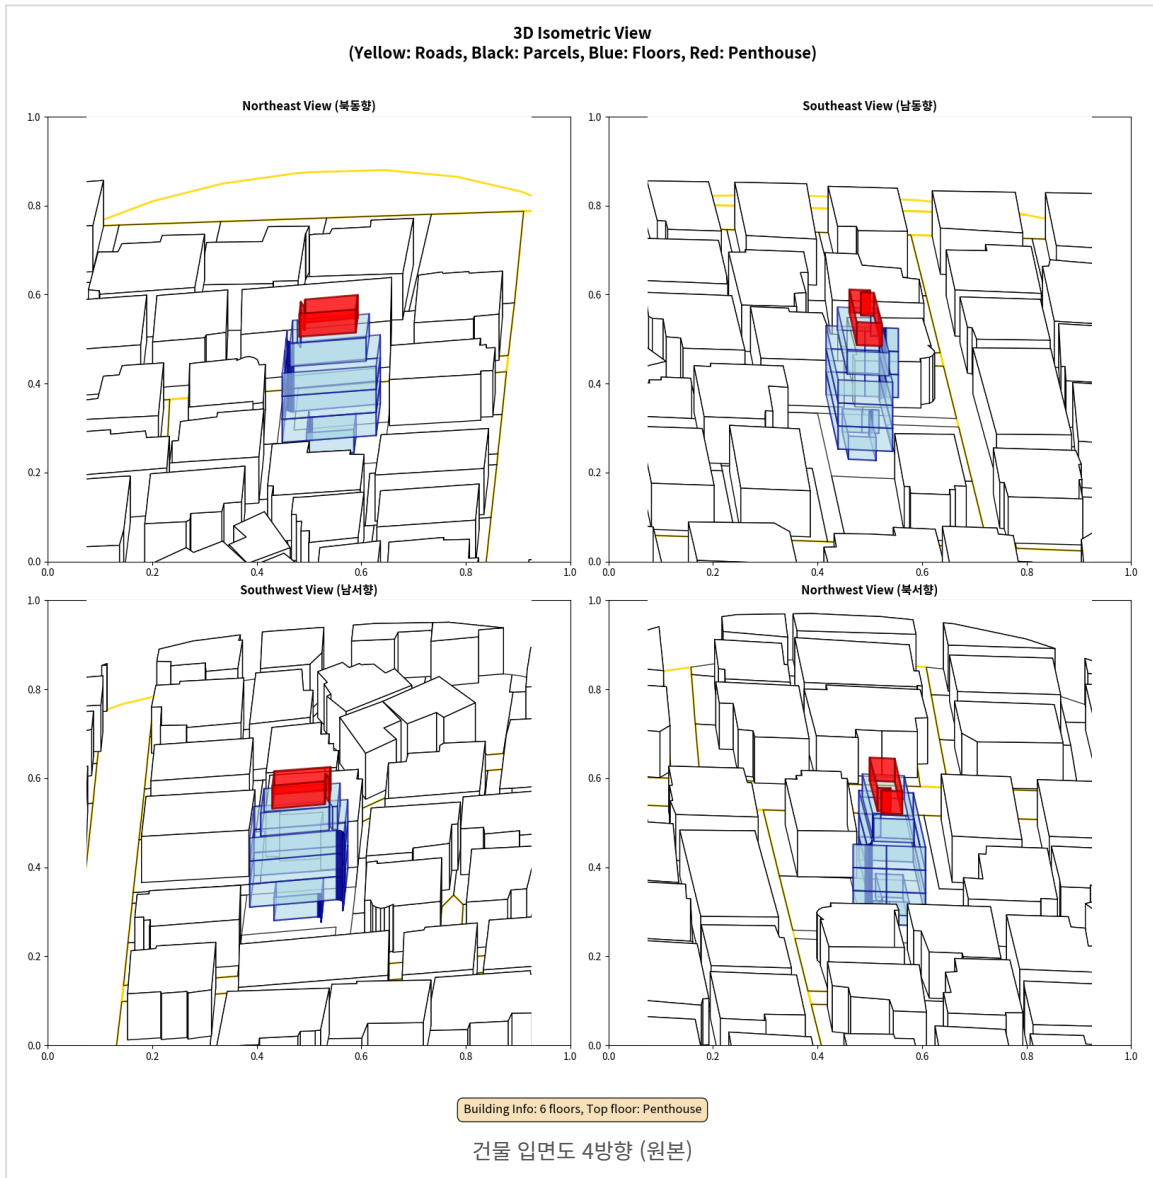 3D Isometric View
(Yellow: Roads, Black: Parcels, Blue: Floors, Red: Penthouse)
Northeast View (북동향)
1.0
0.8
0.6
0.4
0.2
0.0
0.0 0.2 0.4 0.6 0.8 1.0
Southeast View (남동향)
1.0
0.8
0.6
0.4
0.2
0.0
0.0 0.2 0.4 0.6 0.8 1.0
Southwest View (남서향)
1.0
0.8
0.6
0.4
0.2
0.0
0.0 0.2 0.4 0.6 0.8 1.0
Northwest View (북서향)
1.0
0.8
0.6
0.4
0.2
0.0
0.0 0.2 0.4 0.6 0.8 1.0
Building Info: 6 floors, Top floor: Penthouse
건물 입면도 4방향 (원본)